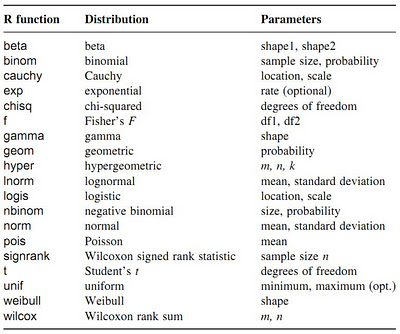 R function Distribution Parameters
beta beta shape1, shape2
binom binomial sample size, probability
cauchy Cauchy location, scale
exp exponential rate (optional)
chisq chi-squared degrees of freedom
f Fisher's F df1, df2
gamma gamma shape
geom geometric probability
hyper hypergeometric m, n, k
lnorm lognormal mean, standard deviation
logis logistic location, scale
nbinom negative binomial size, probability
norm normal mean, standard deviation
pois Poisson mean
signrank Wilcoxon signed rank statistic sample size n
t Student's t degrees of freedom
unif uniform minimum, maximum (opt.)
weibull Weibull shape
wilcox Wilcoxon rank sum m, n